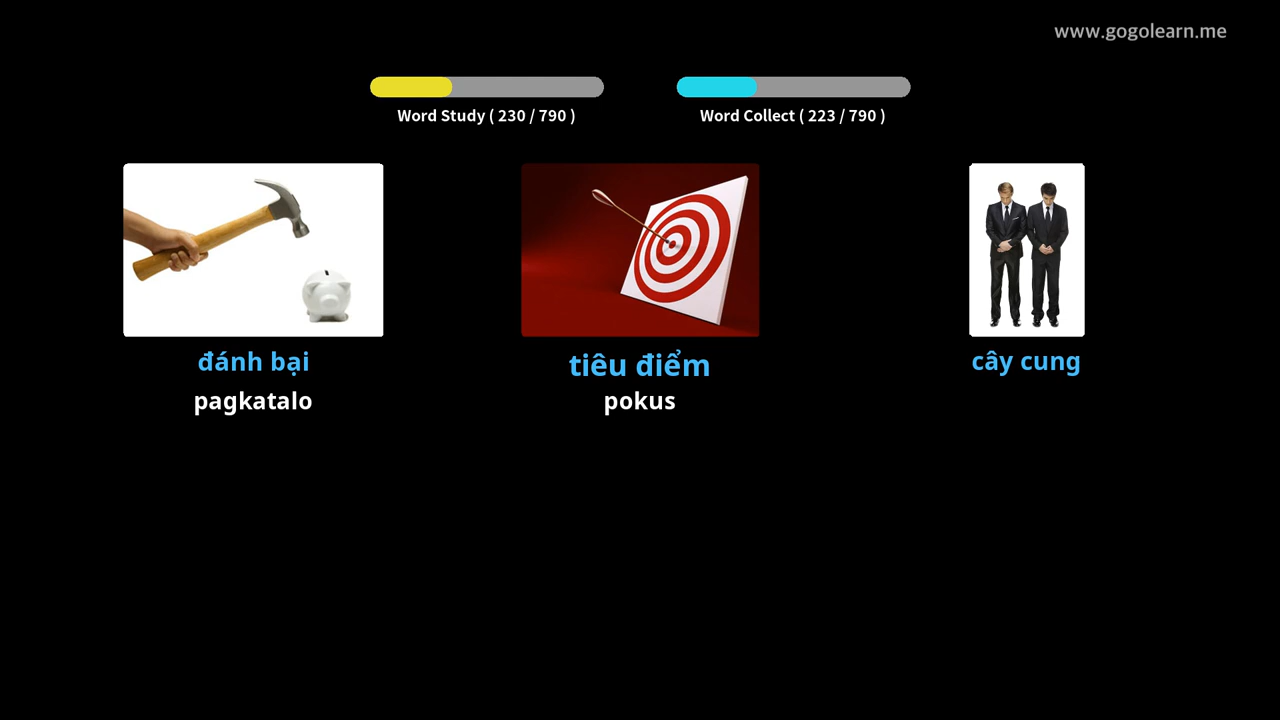 www.gogolearn.me
Word Study ( 230 / 790 )
Word Collect ( 223 / 790 )
đánh bại
pagkatalo
tiêu điểm
pokus
cây cung